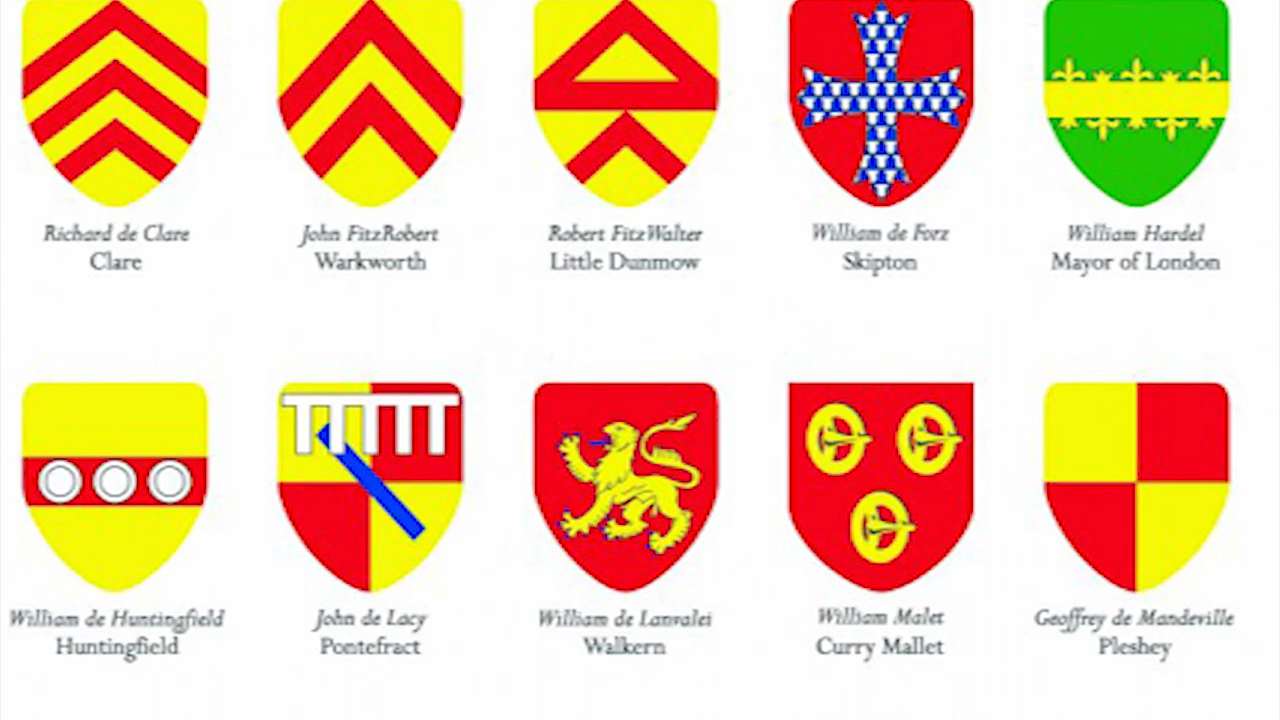 Richard de Clare
Clare
John FitzRobert
Warkworth
Robert FitzWalter
Little Dunmow
William de Forz
Skipton
William Hardel
Mayor of London
William de Huntingfield
Huntingfield
John de Lacy
Pontefract
William de Lanvalei
Walkern
William Malet
Curry Mallet
Geoffrey de Mandeville
Pleshey